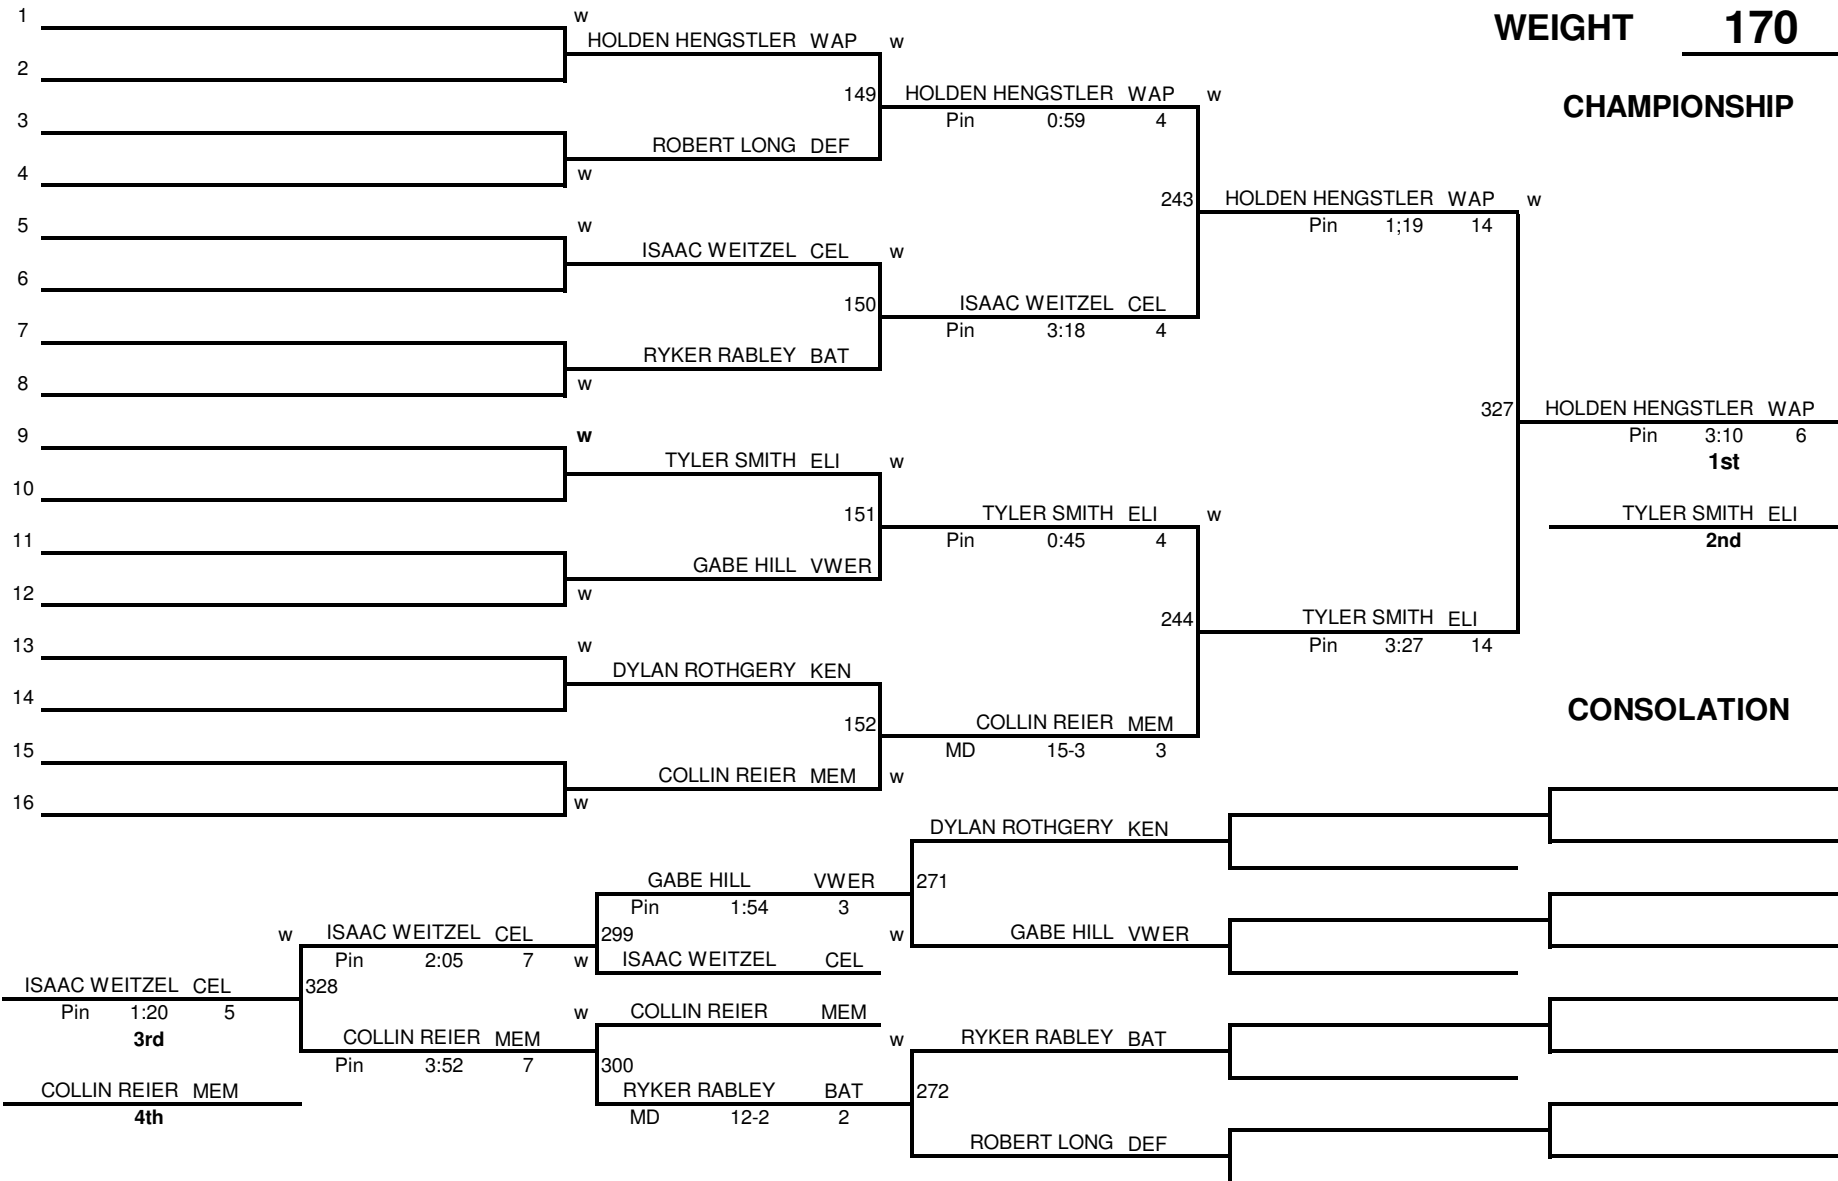 1 w
HOLDEN HENGSTLER WAP w WEIGHT 170
2
149 HOLDEN HENGSTLER WAP w
CHAMPIONSHIP
3 Pin 0:59 4
ROBERT LONG DEF
4 w
243 HOLDEN HENGSTLER WAP w
5 w Pin 1;19 14
ISAAC WEITZEL CEL w
6
150 ISAAC WEITZEL CEL
7 Pin 3:18 4
RYKER RABLEY BAT
8 w
327 HOLDEN HENGSTLER WAP
9 w Pin 3:10 6
TYLER SMITH ELI w 1st
10
151 TYLER SMITH ELI w TYLER SMITH ELI
11 Pin 0:45 4 2nd
GABE HILL VWER
12 w
244 TYLER SMITH ELI
13 w Pin 3:27 14
DYLAN ROTHGERY KEN
14
CONSOLATION
152 COLLIN REIER MEM
15 MD 15-3 3
COLLIN REIER MEM w
16 w
DYLAN ROTHGERY KEN
GABE HILL VWER 271
Pin 1:54 3
w ISAAC WEITZEL CEL 299 w GABE HILL VWER
Pin 2:05 7 w ISAAC WEITZEL CEL
ISAAC WEITZEL CEL 328
Pin 1:20 5 w COLLIN REIER MEM
3rd COLLIN REIER MEM w RYKER RABLEY BAT
Pin 3:52 7 300
COLLIN REIER MEM RYKER RABLEY BAT 272
4th MD 12-2 2
ROBERT LONG DEF